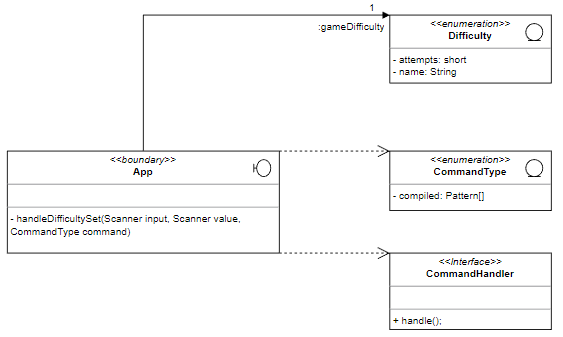 1
:gameDifficulty
<<enumeration>>
Difficulty
- attempts: short
- name: String
<<boundary>>
App
- handleDifficultySet(Scanner input, Scanner value,
CommandType command)
<<enumeration>>
CommandType
- compiled: Pattern[]
<<Interface>>
CommandHandler
+ handle();